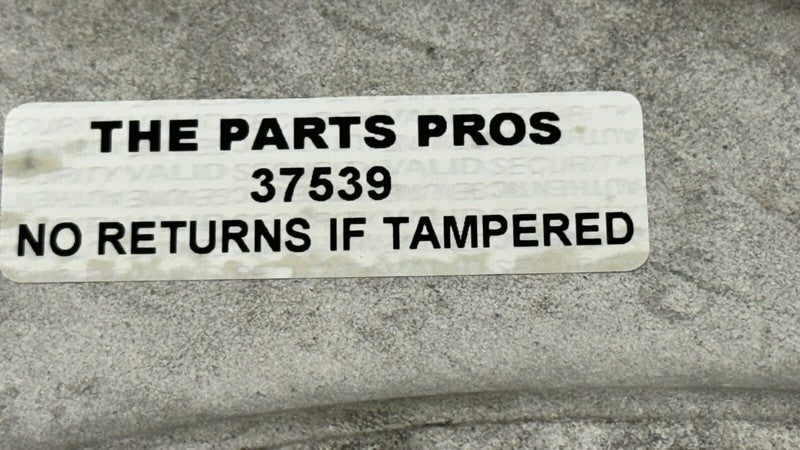 THE PARTS PROS
37539
NO RETURNS IF TAMPERED